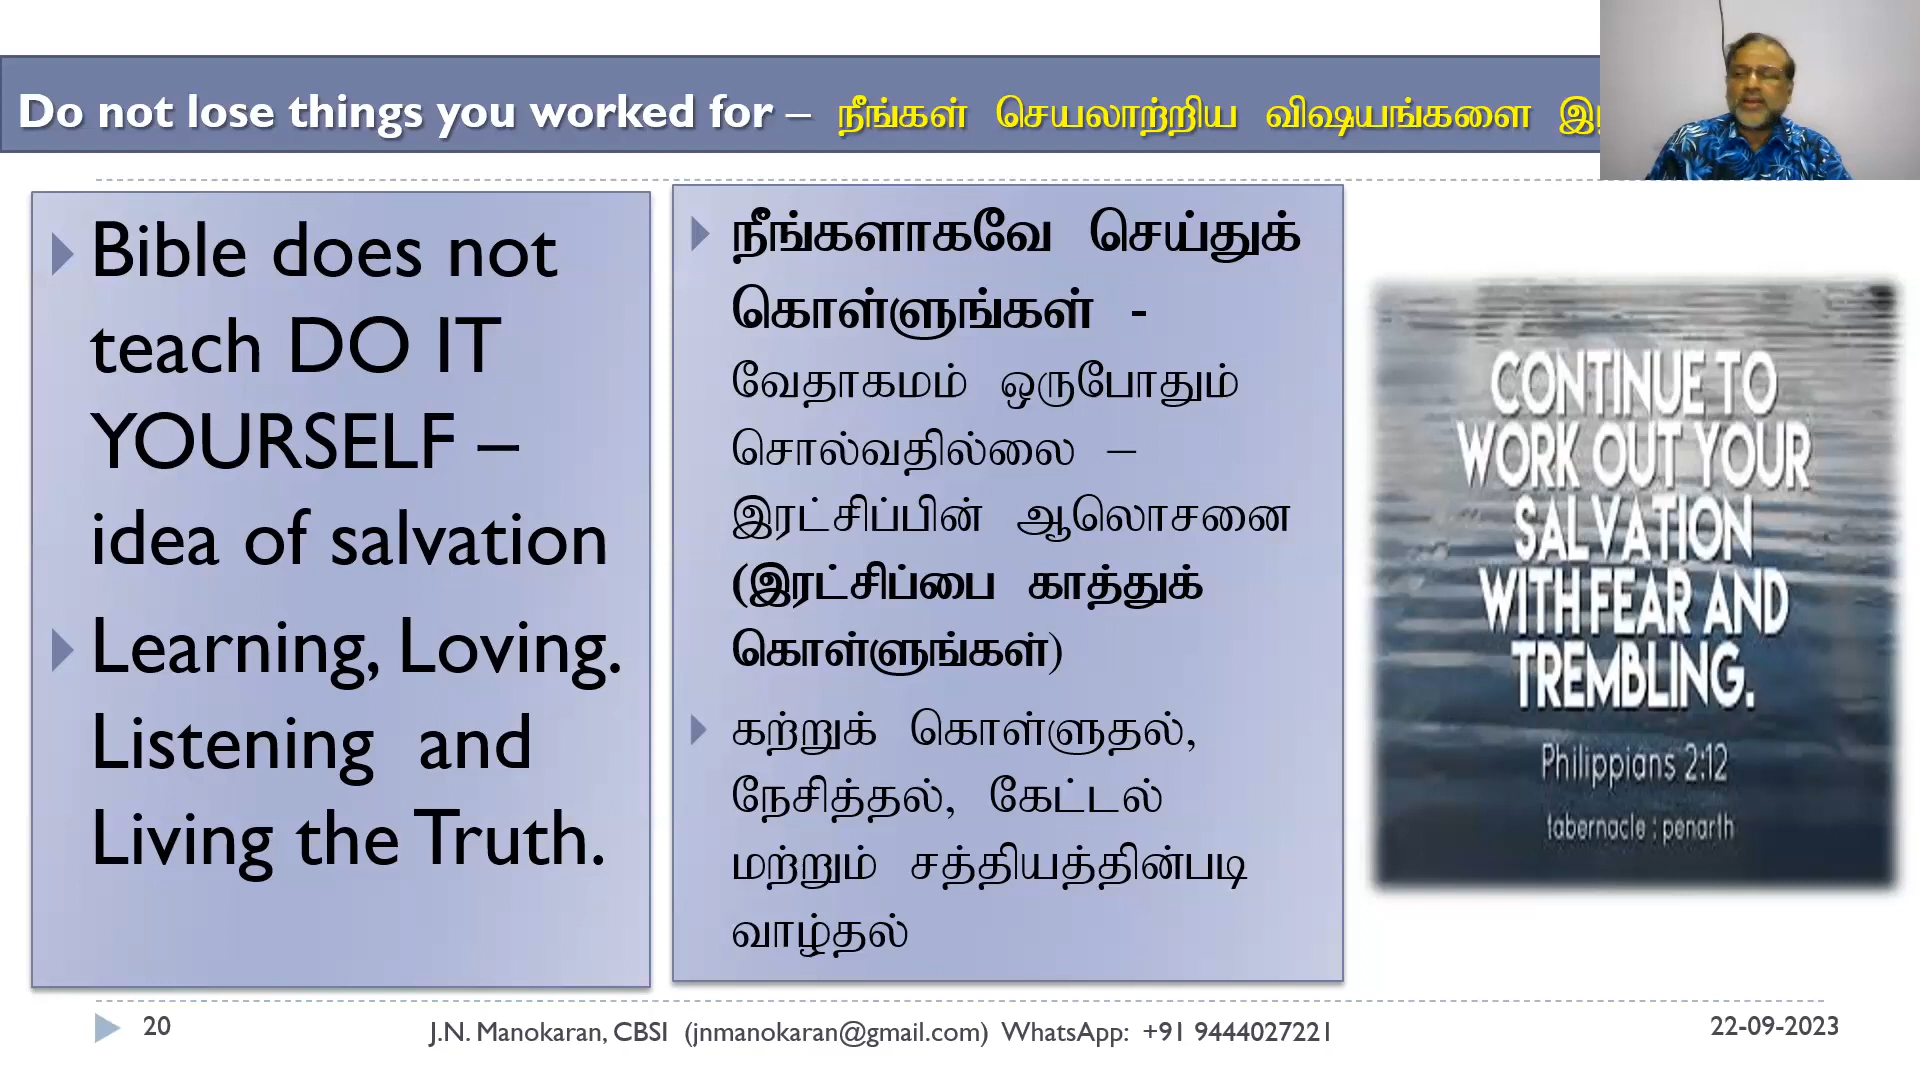 Do not lose things you worked for – நீங்கள் செயலாற்றிய விஷயங்களை
Bible does not
teach DO IT
YOURSELF –
idea of salvation
Learning, Loving.
Listening and
Living the Truth.
நீங்களாகவே செய்துக்
கொள்ளுங்கள் -
வேதாகமம் ஒருபோதும்
சொல்வதில்லை –
இரட்சிப்பின் ஆலோசனை
(இரட்சிப்பை காத்துக்
கொள்ளுங்கள்)
கற்றுக் கொள்ளுதல்,
நேசித்தல், கேட்டல்
மற்றும் சத்தியத்தின்படி
வாழ்தல்
CONTINUE TO
WORK OUT YOUR
SALVATION
WITH FEAR AND
TREMBLING.
Philippians 2:12
tabernacle : penarth
20
J.N. Manokaran, CBSI (jnmanokaran@gmail.com) WhatsApp: +91 9444027221
22-09-2023